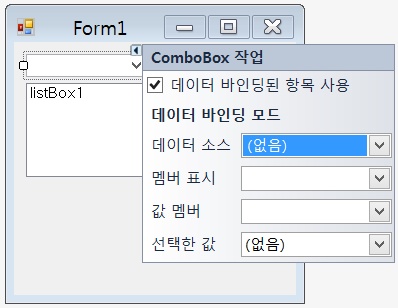 Form1
ComboBox 작업
데이터 바인딩된 항목 사용
listBox1
데이터 바인딩 모드
데이터 소스 (없음)
멤버 표시
값 멤버
선택한 값 (없음)